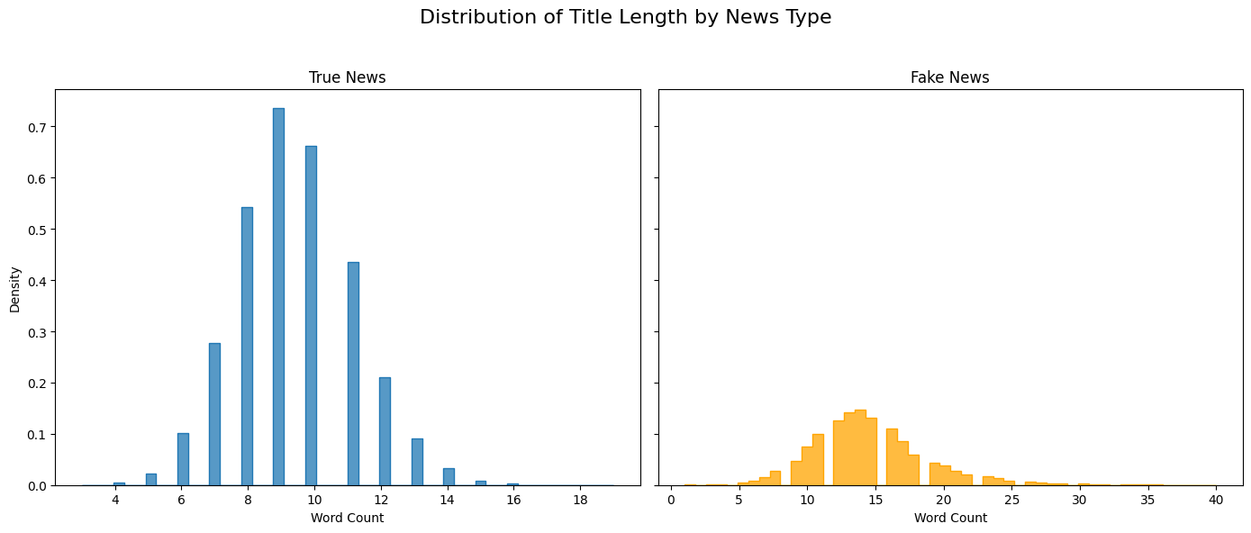 Distribution of Title Length by News Type
True News
Fake News
Density
0.7
0.6
0.5
0.4
0.3
0.2
0.1
0.0
4 6 8 10 12 14 16 18
0 5 10 15 20 25 30 35 40
Word Count
Word Count